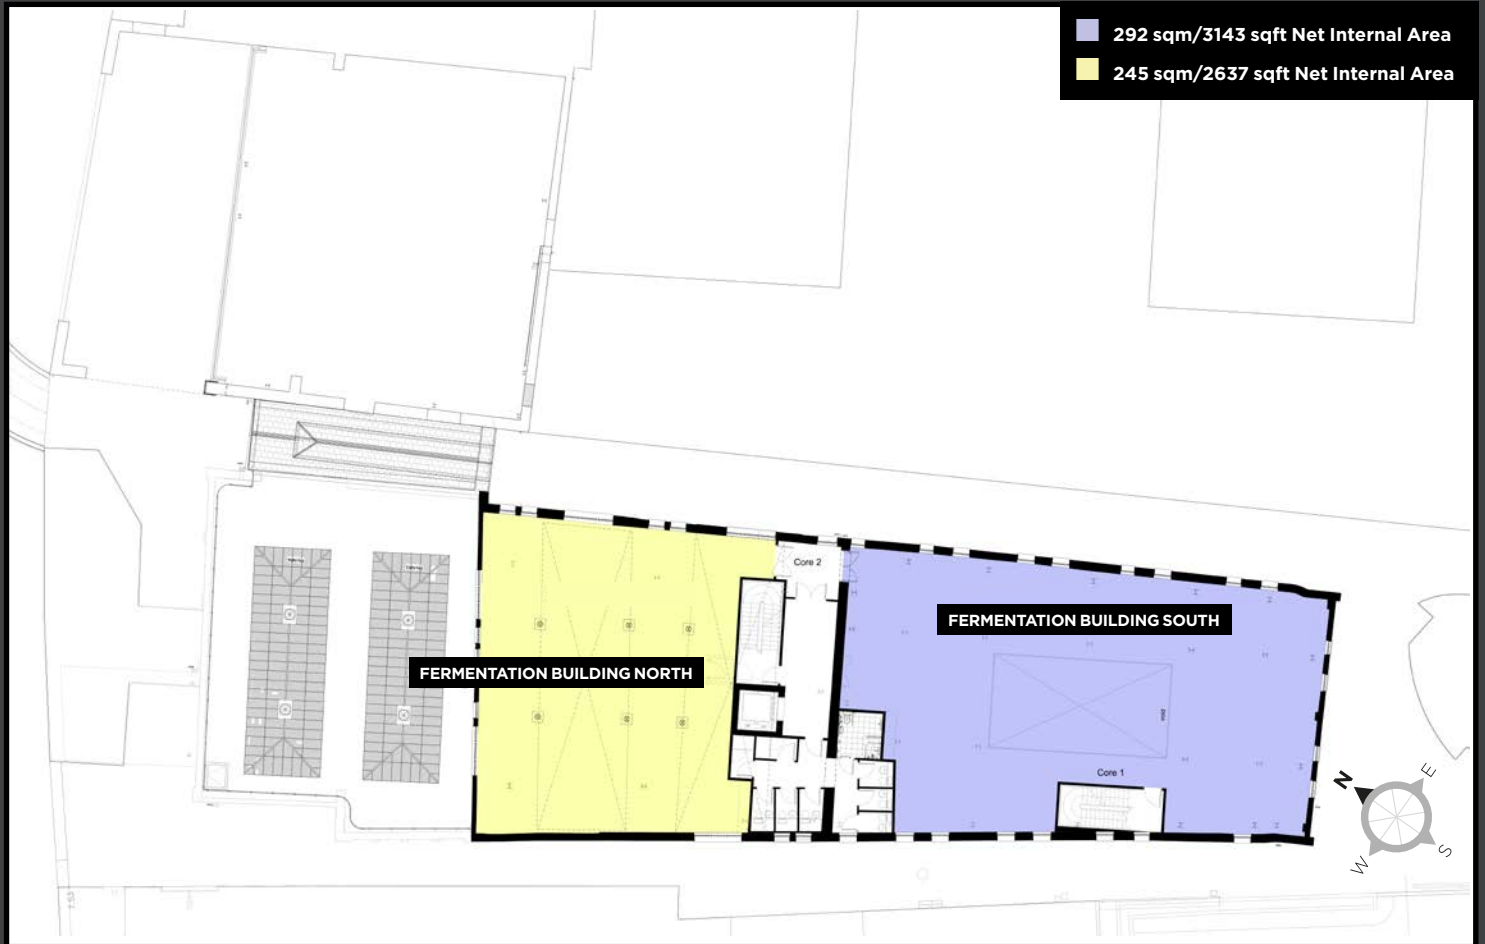 292 sqm/3143 sqft Net Internal Area
245 sqm/2637 sqft Net Internal Area
Core 2
FERMENTATION BUILDING SOUTH
FERMENTATION BUILDING NORTH
Core 1
N
E
S
W